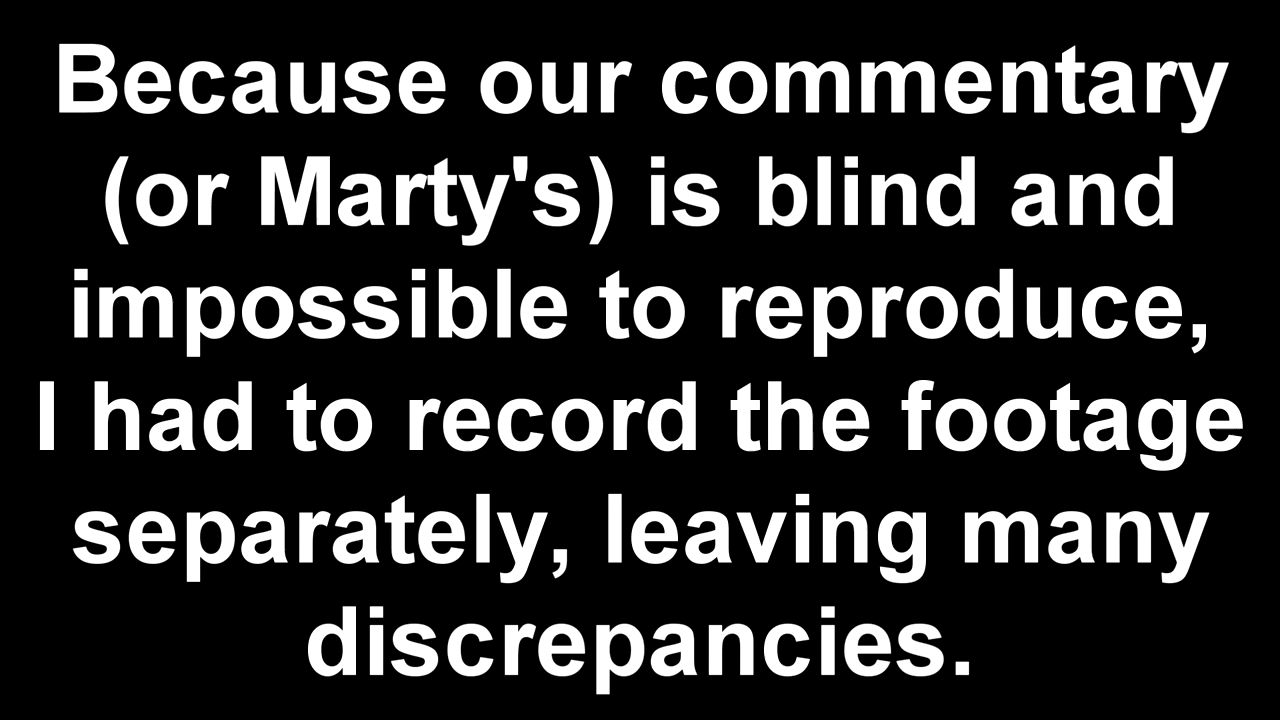 Because our commentary
(or Marty's) is blind and
impossible to reproduce,
I had to record the footage
separately, leaving many
discrepancies.